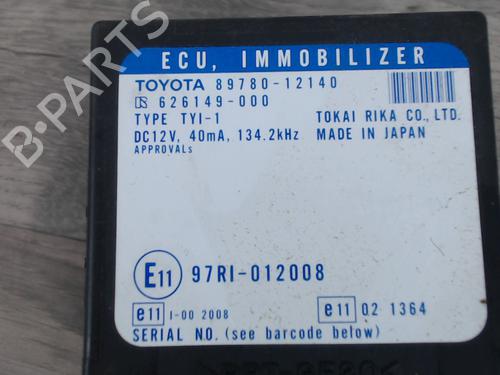 ECU, IMMOBILIZER
TOYOTA 89780-12140
626149-000
TYPE TYI-1 TOKAI RIKA CO., LTD.
DC12V, 40mA, 134.2kHz MADE IN JAPAN
APPROVALs
E11 97RI-012008
e11 I-00 2008 e11 02 1364
SERIAL NO. (see barcode below)